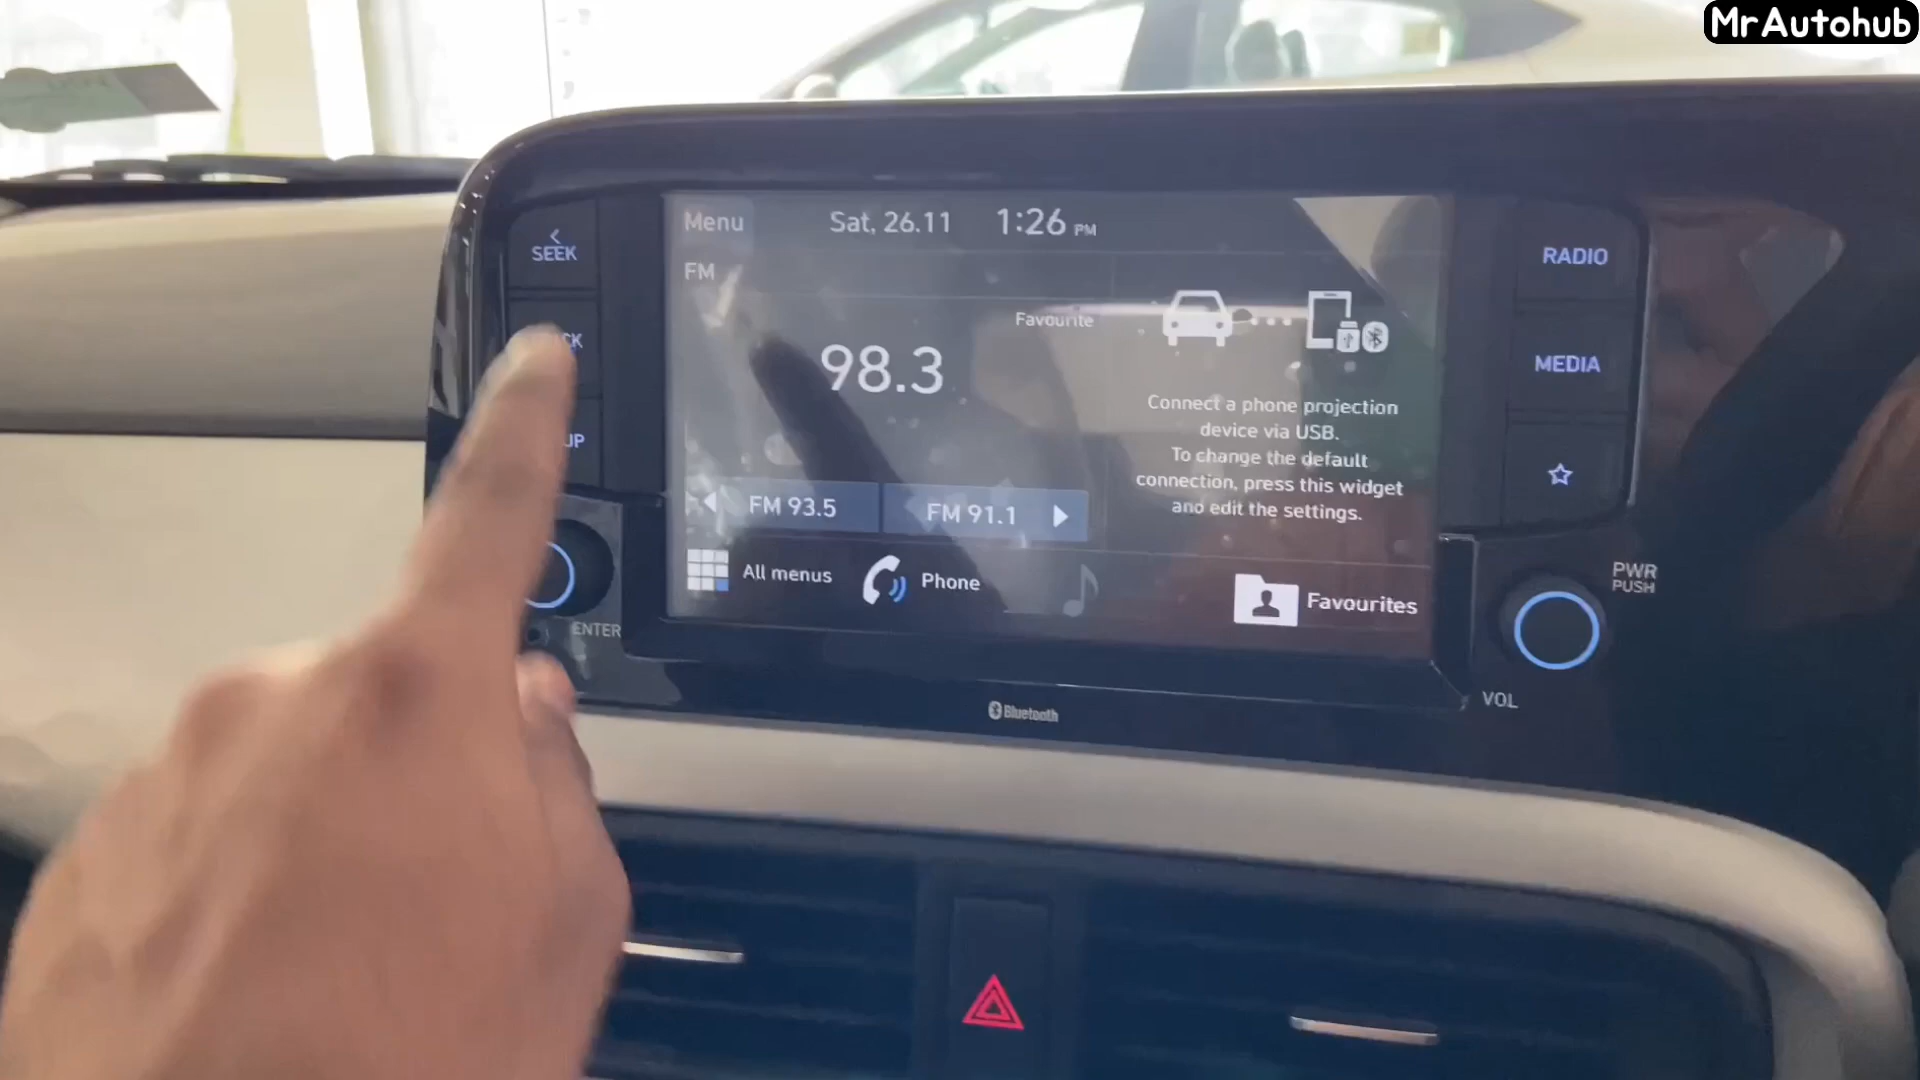 MrAutohub
Menu
Sat, 26.11
1:26 PM
SEEK
FM
Favourite
98.3
FM 93.5
FM 91.1
Connect a phone projection
device via USB.
To change the default
connection, press this widget
and edit the settings.
All menus
Phone
Favourites
RADIO
MEDIA
ENTER
PWR
PUSH
VOL
Bluetooth